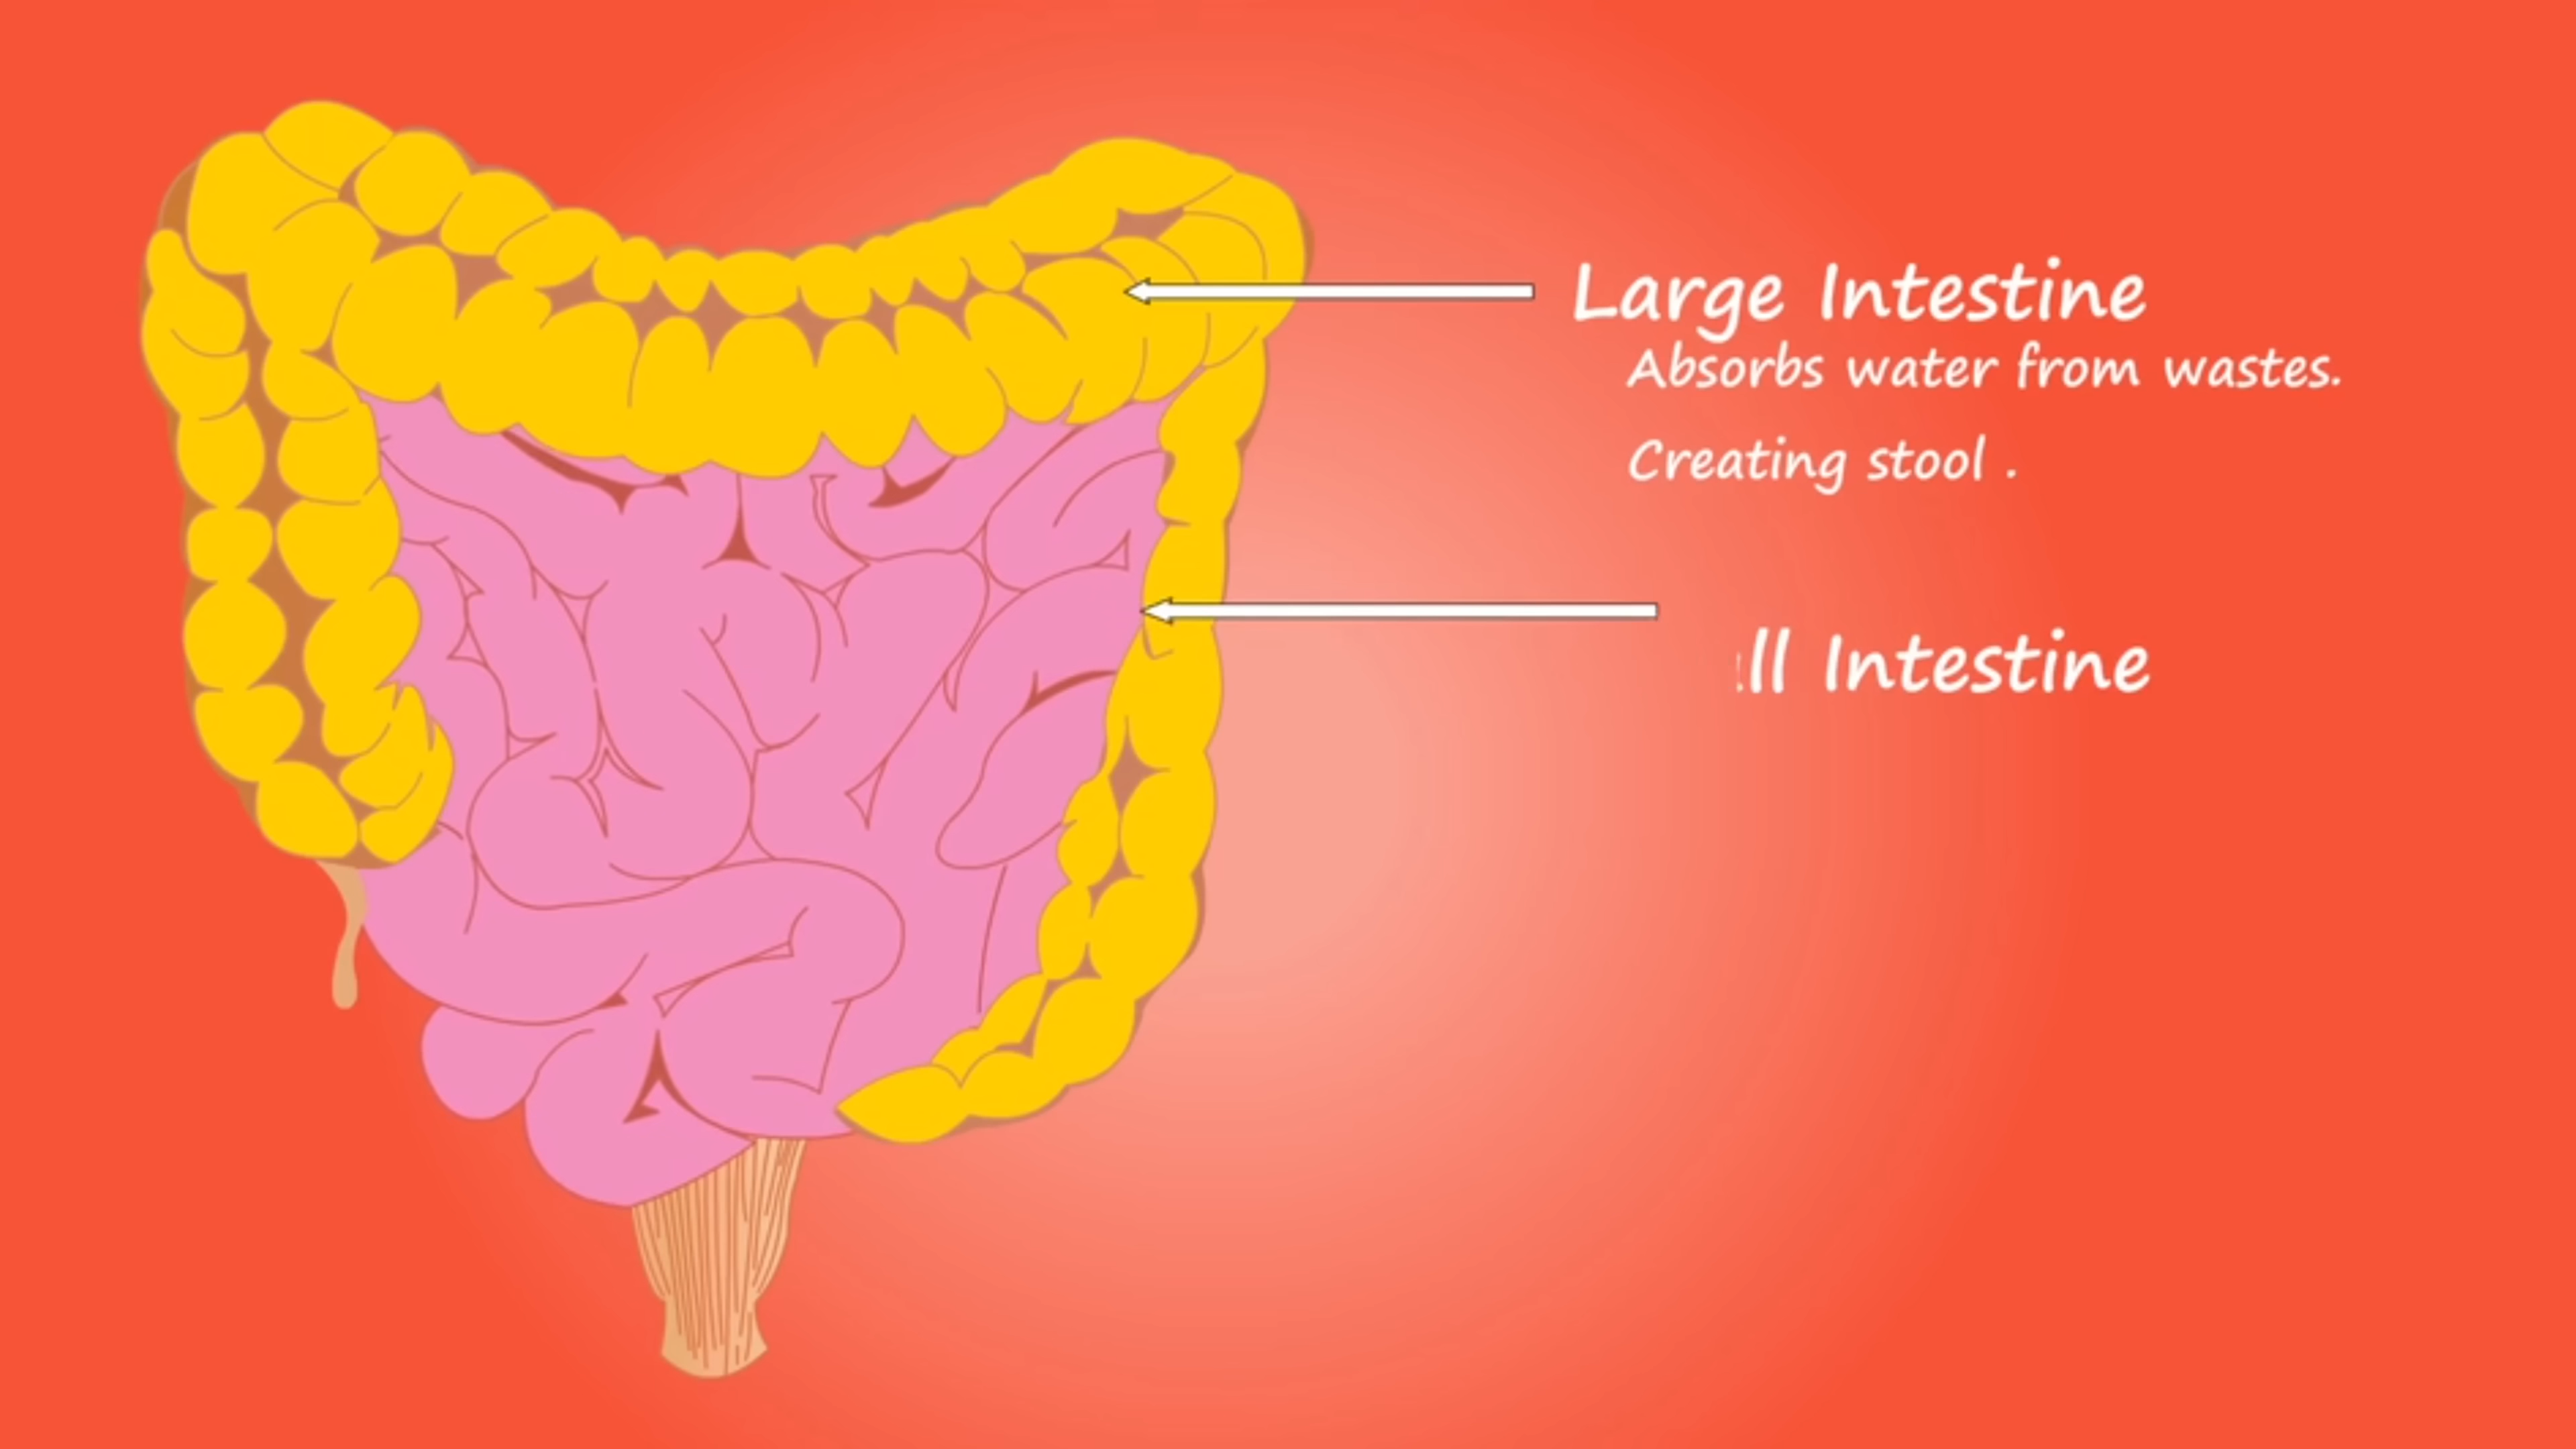 Large Intestine
Absorbs water from wastes.
Creating stool .
ll Intestine